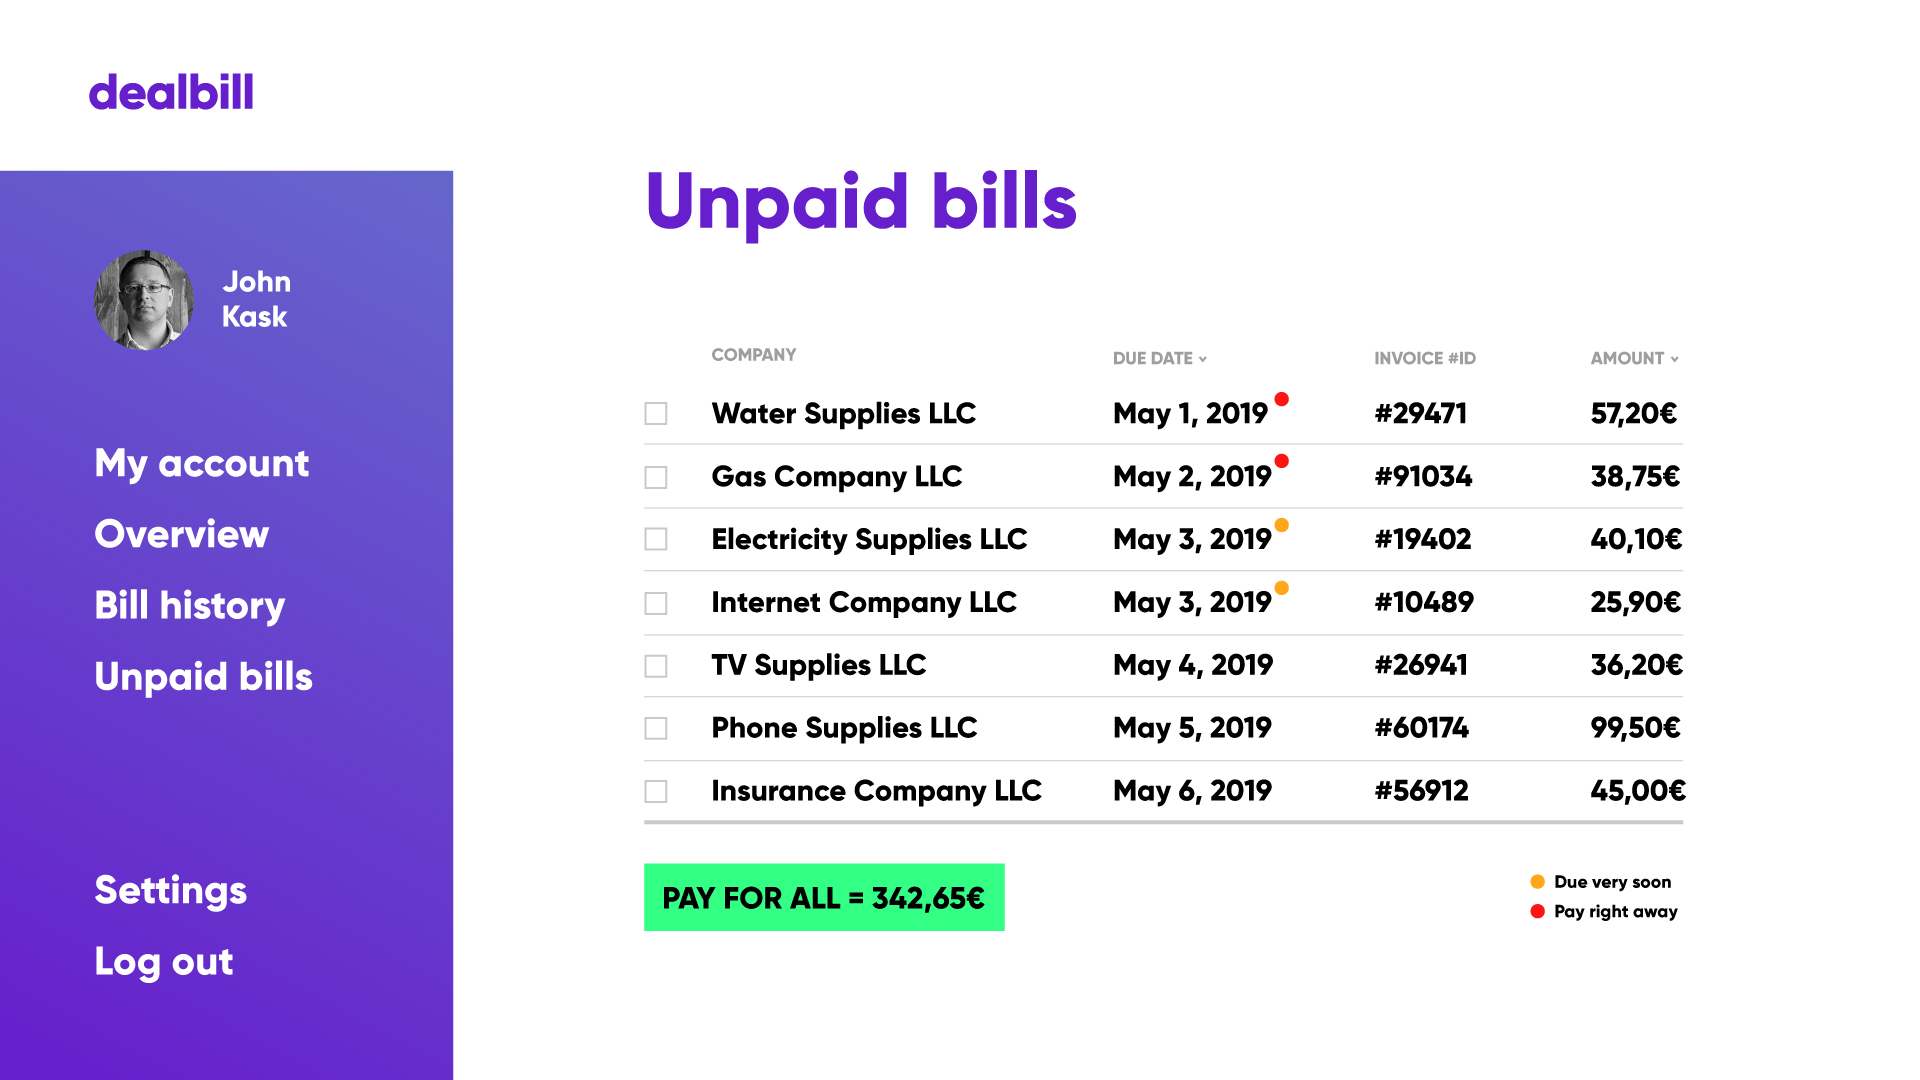 dealbill
John
Kask
My account
Overview
Bill history
Unpaid bills
Settings
Log out
Unpaid bills
COMPANY DUE DATE INVOICE #ID AMOUNT
Water Supplies LLC May 1, 2019 #29471 57,20€
Gas Company LLC May 2, 2019 #91034 38,75€
Electricity Supplies LLC May 3, 2019 #19402 40,10€
Internet Company LLC May 3, 2019 #10489 25,90€
TV Supplies LLC May 4, 2019 #26941 36,20€
Phone Supplies LLC May 5, 2019 #60174 99,50€
Insurance Company LLC May 6, 2019 #56912 45,00€
PAY FOR ALL = 342,65€
Due very soon
Pay right away